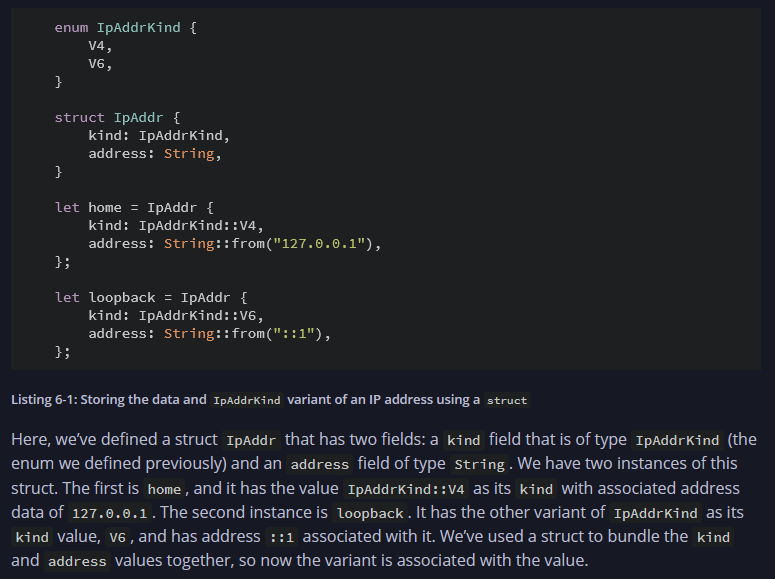 enum IpAddrKind {
    V4,
    V6,
}

struct IpAddr {
    kind: IpAddrKind,
    address: String,
}

let home = IpAddr {
    kind: IpAddrKind::V4,
    address: String::from("127.0.0.1"),
};

let loopback = IpAddr {
    kind: IpAddrKind::V6,
    address: String::from("::1"),
};

Listing 6-1: Storing the data and IpAddrKind variant of an IP address using a struct

Here, we’ve defined a struct IpAddr that has two fields: a kind field that is of type IpAddrKind (the
enum we defined previously) and an address field of type String. We have two instances of this
struct. The first is home, and it has the value IpAddrKind::V4 as its kind with associated address
data of 127.0.0.1. The second instance is loopback. It has the other variant of IpAddrKind as its
kind value, V6, and has address ::1 associated with it. We’ve used a struct to bundle the kind
and address values together, so now the variant is associated with the value.